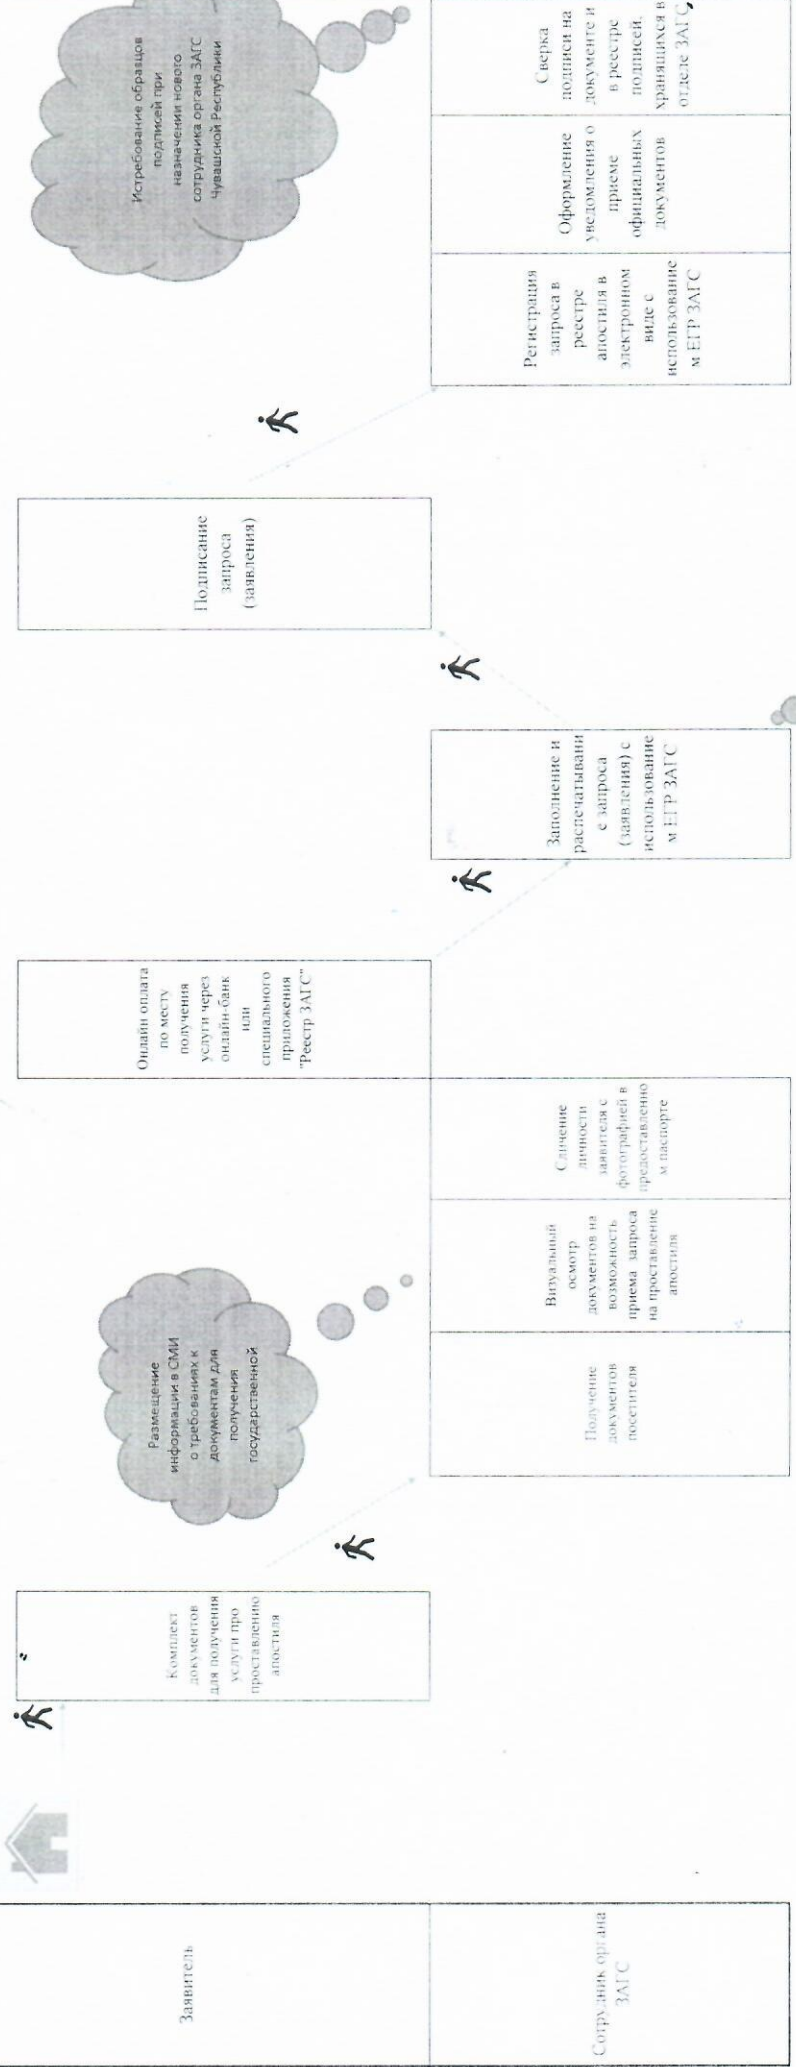 Заявитель
Сотрудник органа
ЗАГС
Комплект
документов
для получения
услуги про
проставлению
апостиля
Размещение
информации в СМИ
о требованиях к
документам для
получения
государственной
Получение
документов
посетителя
Визуальный
осмотр
документов на
возможность
приема запроса
на проставление
апостиля
Сличение
личности
заявителя с
фотографией в
предоставленно
м паспорте
Онлайн оплата
по месту
получения
услуги через
онлайн-банк
или
специального
приложения
"Реестр ЗАГС"
Заполнение и
распечатывани
е запроса
(заявления) с
использование
м ЕГР ЗАГС
Подписание
запроса
(заявления)
Регистрация
запроса в
реестре
апостиля в
электронном
виде с
использование
м ЕГР ЗАГС
Оформление
уведомления о
приеме
официальных
документов
Сверка
подписи на
документе и
в реестре
подписей,
хранящихся в
отделе ЗАГС,
Истребование образцов
подписей при
назначении нового
сотрудника органа ЗАГС
Чувашской Республики